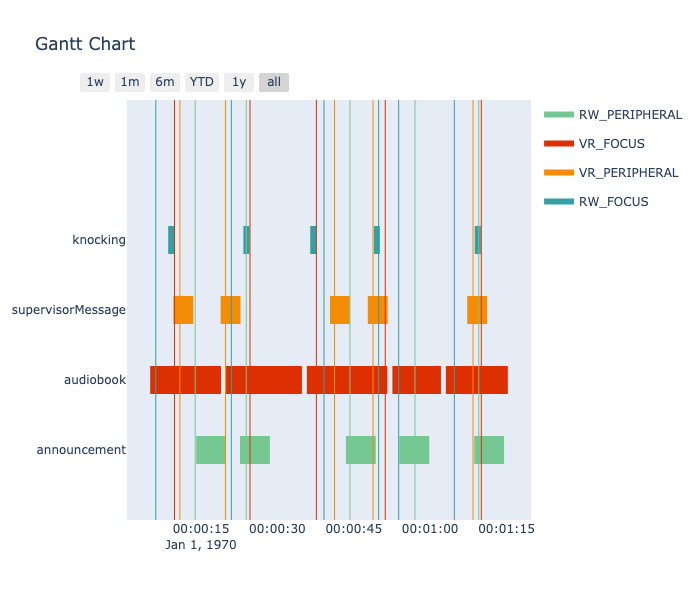 Gantt Chart
1w 1m 6m YTD 1y all
RW_PERIPHERAL
VR_FOCUS
VR_PERIPHERAL
RW_FOCUS
knocking
supervisorMessage
audiobook
announcement
00:00:15 00:00:30 00:00:45 00:01:00 00:01:15
Jan 1, 1970